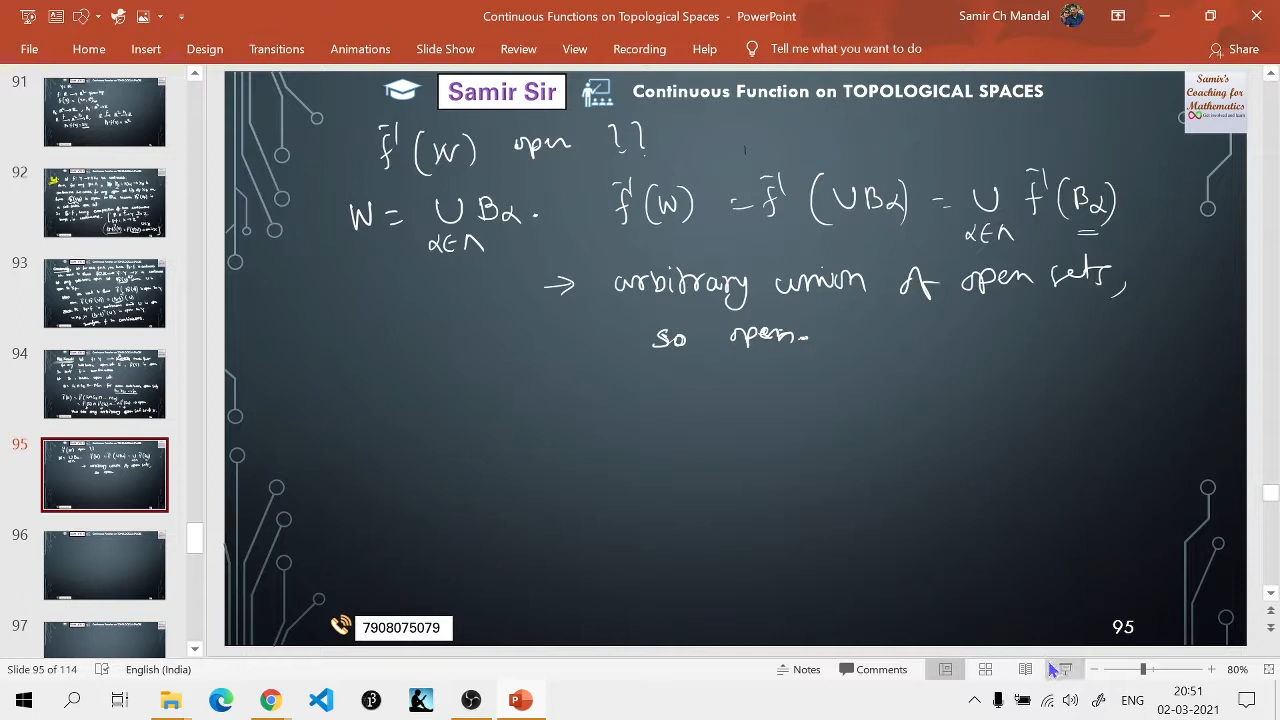 Continuous Functions on Topological Spaces - PowerPoint
Samir Ch Mandal
File Home Insert Design Transitions Animations Slide Show Review View Recording Help Tell me what you want to do Share
91
92
93
94
95
96
97
Samir Sir
Continuous Function on TOPOLOGICAL SPACES
Samir's
Coaching for
Mathematics
Get involved and learn
f⁻¹(W) open ??
W = ∪_{α∈Λ} Bα. f⁻¹(W) = f⁻¹(∪Bα) = ∪_{α∈Λ} f⁻¹(Bα)
→ arbitrary union of open sets,
so open.
7908075079
95
Slide 95 of 114 English (India) Notes Comments 80%
20:51
02-03-2021